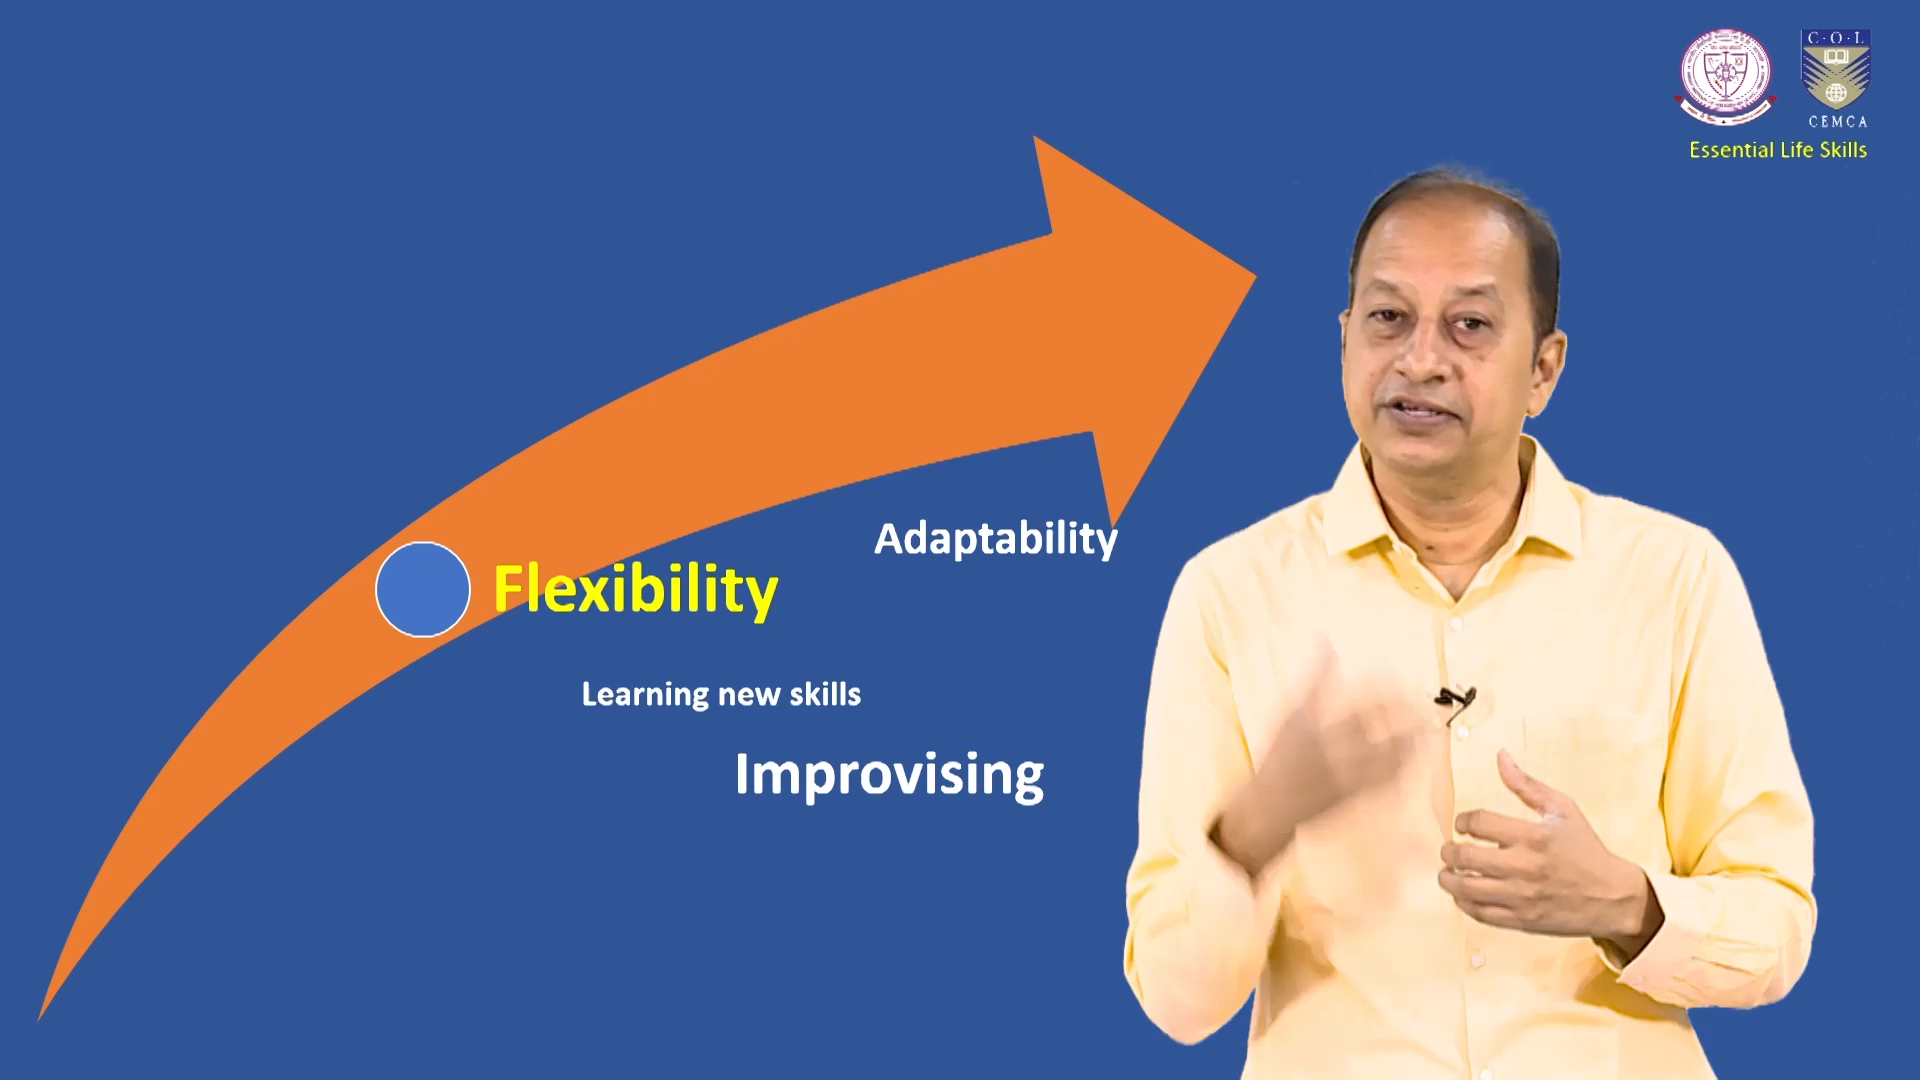 C·O·L
CEMCA
Essential Life Skills
Adaptability
Flexibility
Learning new skills
Improvising